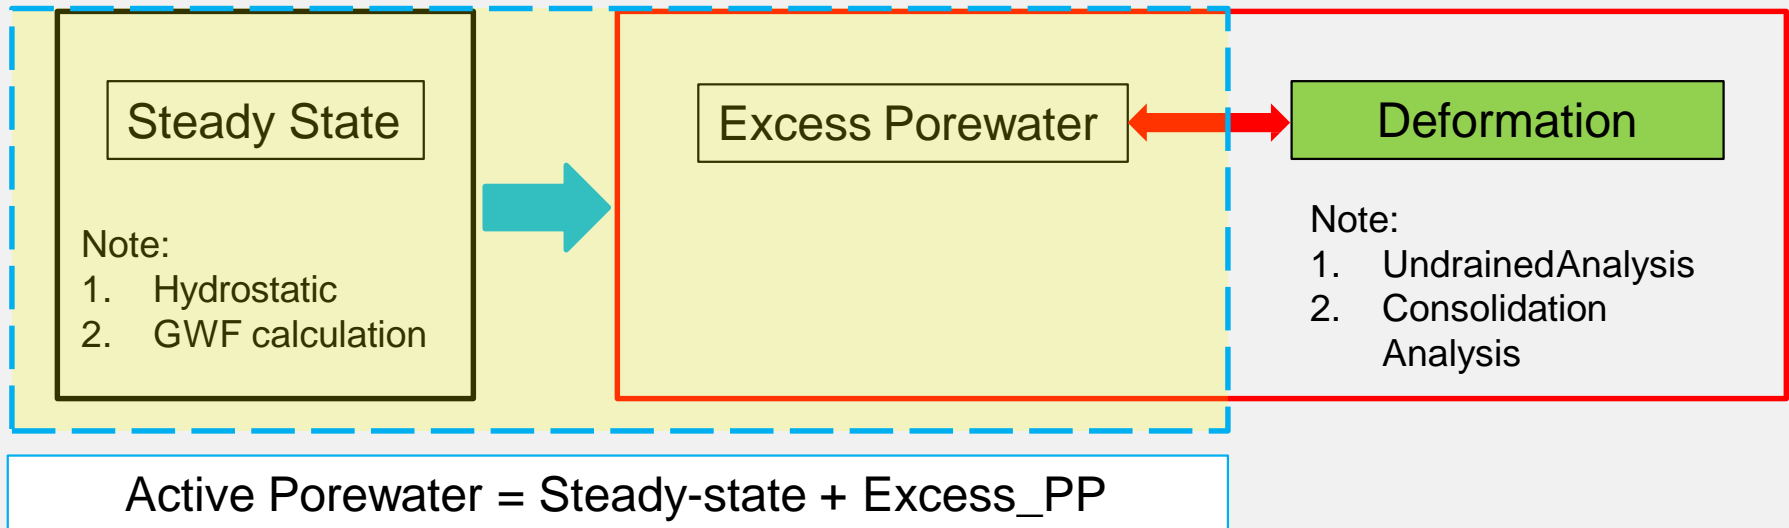 Steady State
Note:
1. Hydrostatic
2. GWF calculation
Excess Porewater
Deformation
Note:
1. UndrainedAnalysis
2. Consolidation
Analysis
Active Porewater = Steady-state + Excess_PP